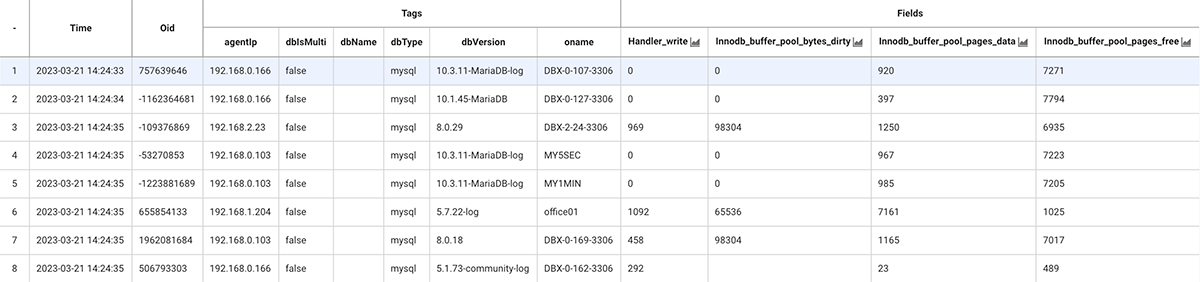 Tags Fields
- Time Oid
agentIp dbIsMulti dbName dbType dbVersion oname Handler_write Innodb_buffer_pool_bytes_dirty Innodb_buffer_pool_pages_data Innodb_buffer_pool_pages_free
1 2023-03-21 14:24:33 757639646 192.168.0.166 false mysql 10.3.11-MariaDB-log DBX-0-107-3306 0 0 920 7271
2 2023-03-21 14:24:34 -1162364681 192.168.0.166 false mysql 10.1.45-MariaDB DBX-0-127-3306 0 0 397 7794
3 2023-03-21 14:24:35 -109376869 192.168.2.23 false mysql 8.0.29 DBX-2-24-3306 969 98304 1250 6935
4 2023-03-21 14:24:35 -53270853 192.168.0.103 false mysql 10.3.11-MariaDB-log MY5SEC 0 0 967 7223
5 2023-03-21 14:24:35 -1223881689 192.168.0.103 false mysql 10.3.11-MariaDB-log MY1MIN 0 0 985 7205
6 2023-03-21 14:24:35 655854133 192.168.1.204 false mysql 5.7.22-log office01 1092 65536 7161 1025
7 2023-03-21 14:24:35 1962081684 192.168.0.103 false mysql 8.0.18 DBX-0-169-3306 458 98304 1165 7017
8 2023-03-21 14:24:35 506793303 192.168.0.166 false mysql 5.1.73-community-log DBX-0-162-3306 292 23 489